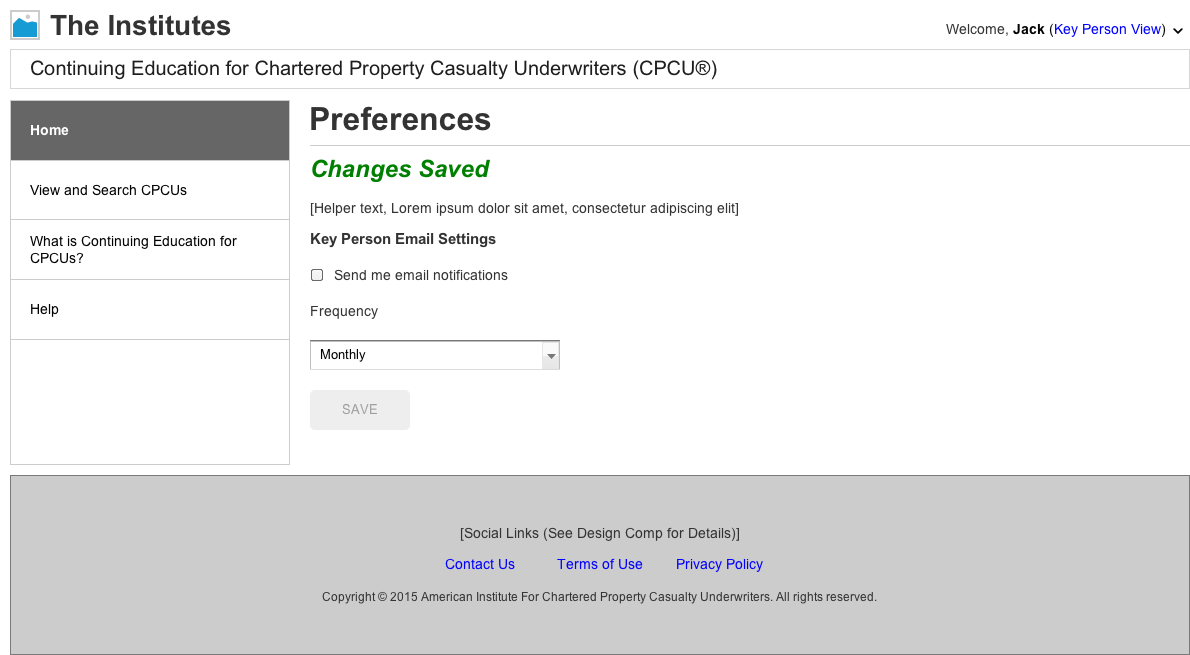 The Institutes
Welcome, Jack (Key Person View)
Continuing Education for Chartered Property Casualty Underwriters (CPCU®)
Home
View and Search CPCUs
What is Continuing Education for
CPCUs?
Help
Preferences
Changes Saved
[Helper text, Lorem ipsum dolor sit amet, consectetur adipiscing elit]
Key Person Email Settings
Send me email notifications
Frequency
Monthly
SAVE
[Social Links (See Design Comp for Details)]
Contact Us Terms of Use Privacy Policy
Copyright © 2015 American Institute For Chartered Property Casualty Underwriters. All rights reserved.